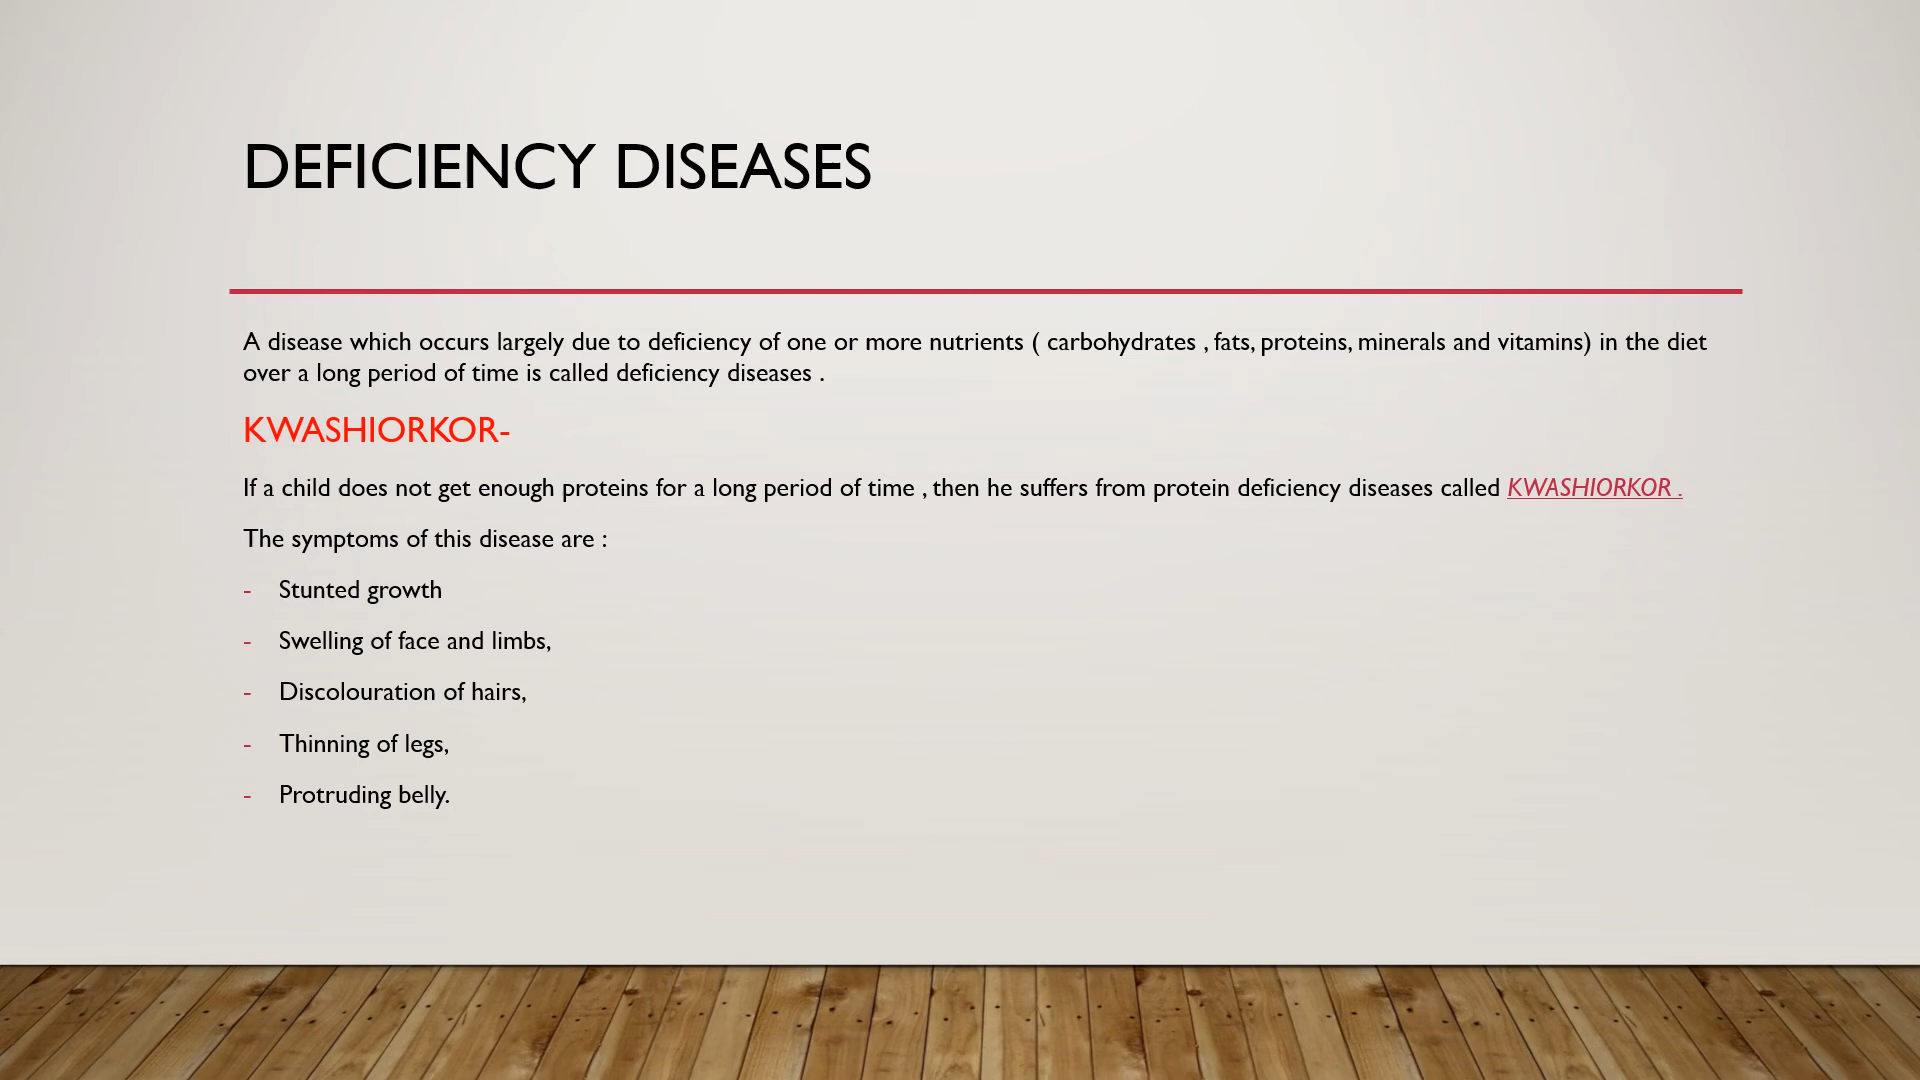 DEFICIENCY DISEASES
A disease which occurs largely due to deficiency of one or more nutrients ( carbohydrates , fats, proteins, minerals and vitamins) in the diet
over a long period of time is called deficiency diseases .
KWASHIORKOR-
If a child does not get enough proteins for a long period of time , then he suffers from protein deficiency diseases called KWASHIORKOR .
The symptoms of this disease are :
- Stunted growth
- Swelling of face and limbs,
- Discolouration of hairs,
- Thinning of legs,
- Protruding belly.